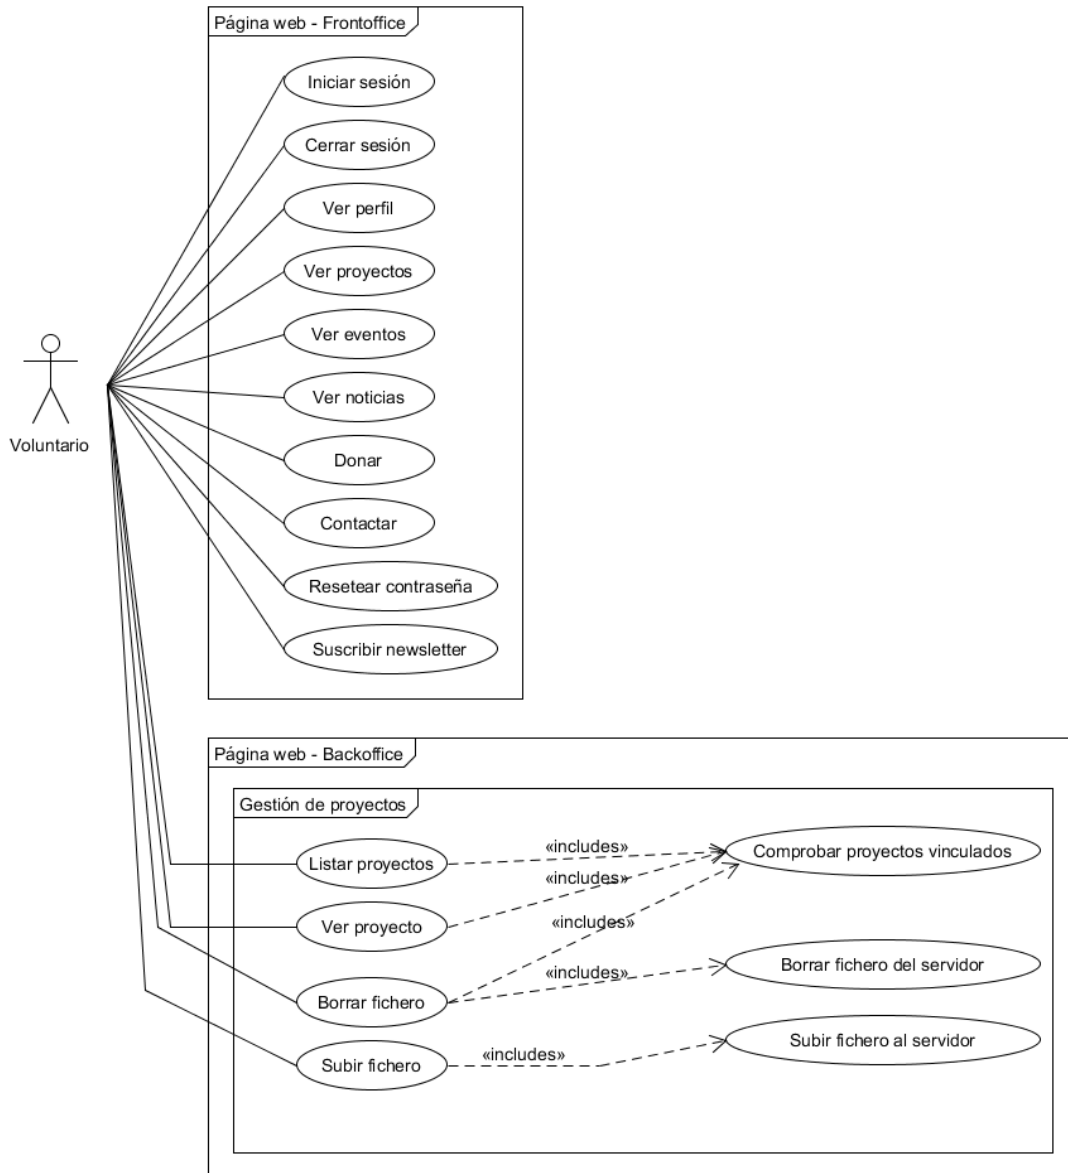 Página web - Frontoffice
Iniciar sesión
Cerrar sesión
Ver perfil
Ver proyectos
Ver eventos
Ver noticias
Voluntario
Donar
Contactar
Resetear contraseña
Suscribir newsletter
Página web - Backoffice
Gestión de proyectos
Listar proyectos
«includes»
Comprobar proyectos vinculados
«includes»
Ver proyecto
«includes»
Borrar fichero
«includes»
Borrar fichero del servidor
Subir fichero
«includes»
Subir fichero al servidor